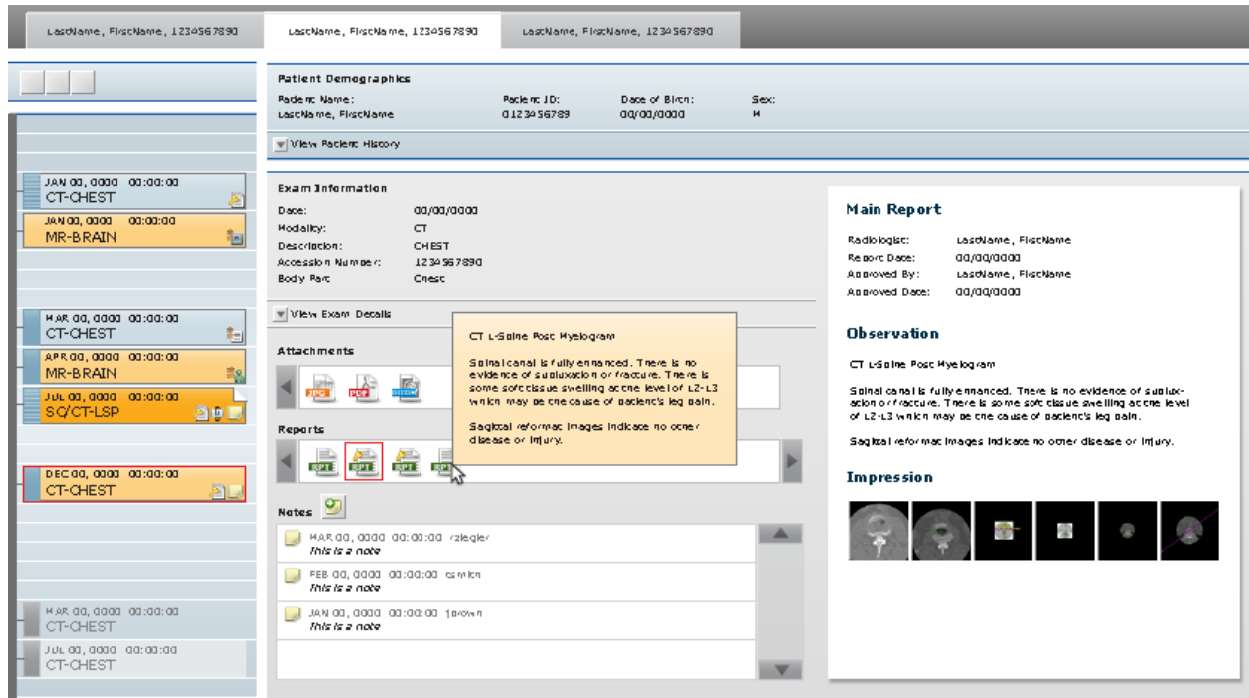 LastName, FirstName, 1234567890
LastName, FirstName, 1234567890
LastName, FirstName, 1234567890
Patient Demographics
Patient Name:
Patient ID:
Date of Birth:
Sex:
LastName, FirstName
0123456789
00/00/0000
M
View Patient History
JAN 00, 0000 00:00:00
CT-CHEST
JAN 00, 0000 00:00:00
MR-BRAIN
MAR 00, 0000 00:00:00
CT-CHEST
APR 00, 0000 00:00:00
MR-BRAIN
JUL 00, 0000 00:00:00
SQ/CT-LSP
DEC 00, 0000 00:00:00
CT-CHEST
MAR 00, 0000 00:00:00
CT-CHEST
JUL 00, 0000 00:00:00
CT-CHEST
Exam Information
Date: 00/00/0000
Modality: CT
Description: CHEST
Accession Number: 1234567890
Body Part: Chest
View Exam Details
Attachments
JPG
PDF
DICOM
Reports
RPT
RPT
RPT
CT L-Spine Post Myelogram
Spinal canal is fully enhanced. There is no
evidence of subluxation or fracture. There is
some soft tissue swelling at the level of L2-L3
which may be the cause of patient's leg pain.
Sagittal reformat images indicate no other
disease or injury.
Notes
MAR 00, 0000 00:00:00 rziegler
This is a note
FEB 00, 0000 00:00:00 tsmith
This is a note
JAN 00, 0000 00:00:00 jbrown
This is a note
Main Report
Radiologist: LastName, FirstName
Report Date: 00/00/0000
Approved By: LastName, FirstName
Approved Date: 00/00/0000
Observation
CT L-Spine Post Myelogram
Spinal canal is fully enhanced. There is no evidence of sublux-
ation or fracture. There is some soft tissue swelling at the level
of L2-L3 which may be the cause of patient's leg pain.
Sagittal reformat images indicate no other disease or injury.
Impression